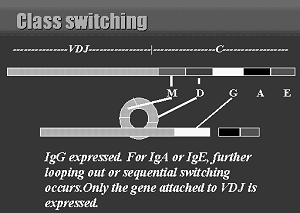 Class switching
---------------VDJ-----------------|----------------C-----------------
M D G A E
IgG expressed. For IgA or IgE, further
looping out or sequential switching
occurs.Only the gene attached to VDJ is
expressed.